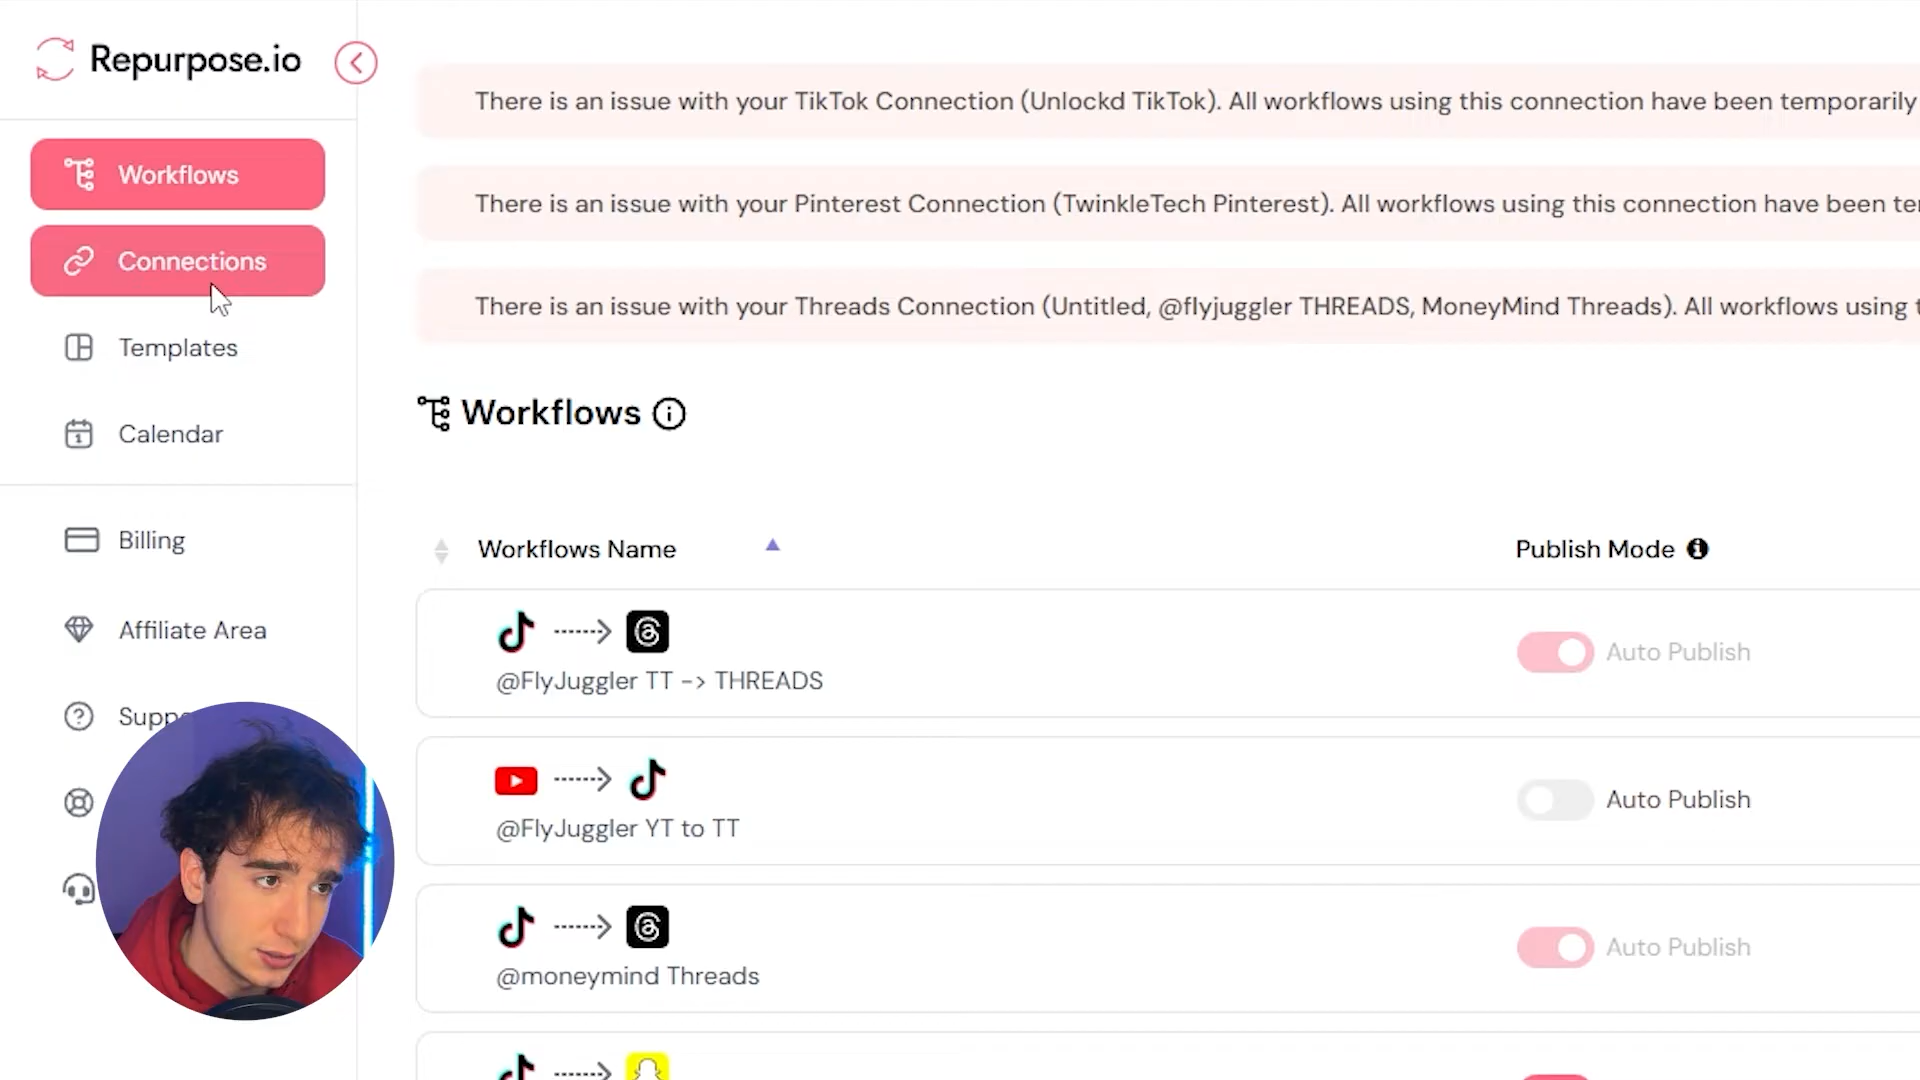 Repurpose.io
Workflows
Connections
Templates
Calendar
Billing
Affiliate Area
There is an issue with your TikTok Connection (Unlockd TikTok). All workflows using this connection have been temporarily
There is an issue with your Pinterest Connection (TwinkleTech Pinterest). All workflows using this connection have been
There is an issue with your Threads Connection (Untitled, @flyjuggler THREADS, MoneyMind Threads). All workflows using
Workflows
Workflows Name
Publish Mode
@FlyJuggler TT -> THREADS
Auto Publish
@FlyJuggler YT to TT
Auto Publish
@moneymind Threads
Auto Publish